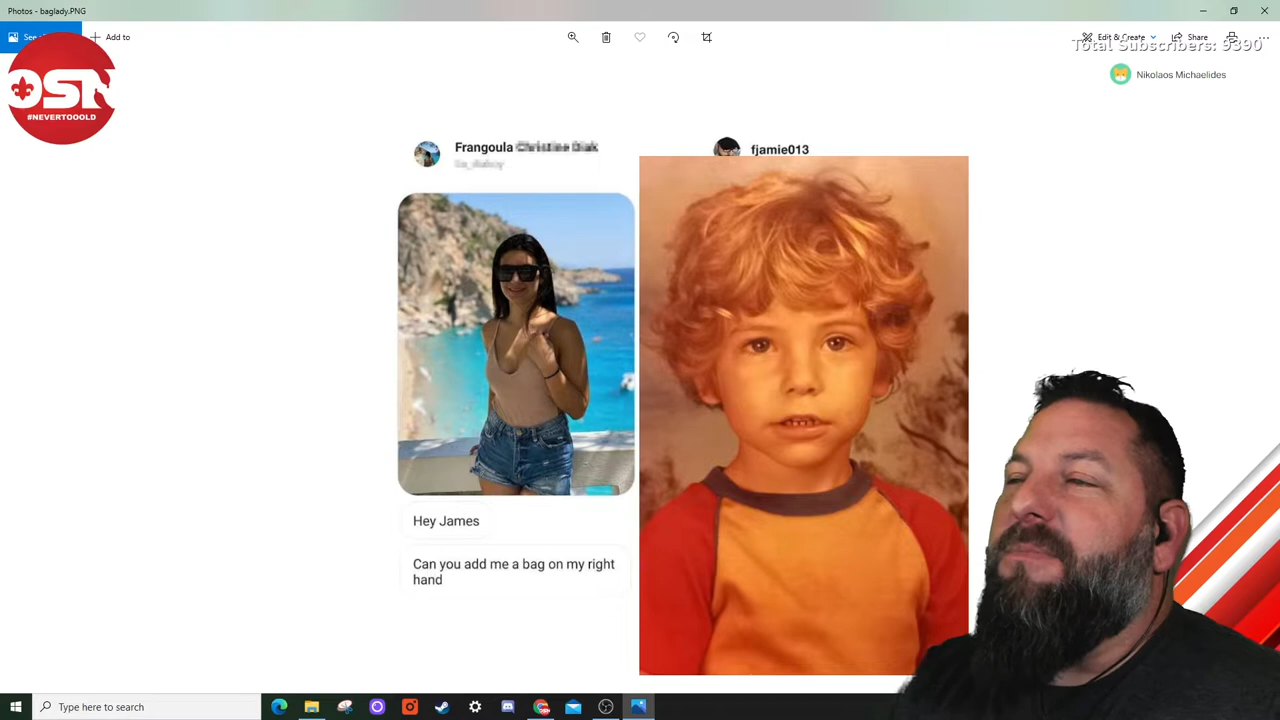 Photos - baglady.PNG
Add to
Edit & Create
Share
Total Subscribers: 9390
OSN
#NEVERTOOOLD
Nikolaos Michaelides
Frangoula
fjamie013
Hey James
Can you add me a bag on my right
hand
Type here to search